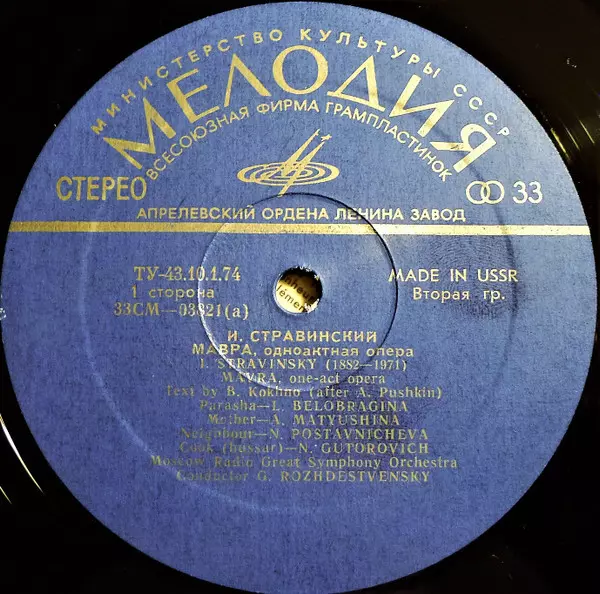 МИНИСТЕРСТВО КУЛЬТУРЫ СССР
МЕЛОДИЯ
ВСЕСОЮЗНАЯ ФИРМА ГРАМПЛАСТИНОК
СТЕРЕО
33
АПРЕЛЕВСКИЙ ОРДЕНА ЛЕНИНА ЗАВОД
ТУ-43.10.1.74
1 сторона
33СМ—03821(а)
MADE IN USSR
Вторая гр.
И. СТРАВИНСКИЙ
МАВРА, одноактная опера
I. STRAVINSKY (1882—1971)
MAVRA, one-act opera
Text by B. Kokhno (after A. Pushkin)
Parasha—L. BELOBRAGINA
Mother—A. MATYUSHINA
Neighbour—N. POSTAVNICHEVA
Cook (hussar)—N. GUTOROVICH
Moscow Radio Great Symphony Orchestra
Conductor G. ROZHDESTVENSKY